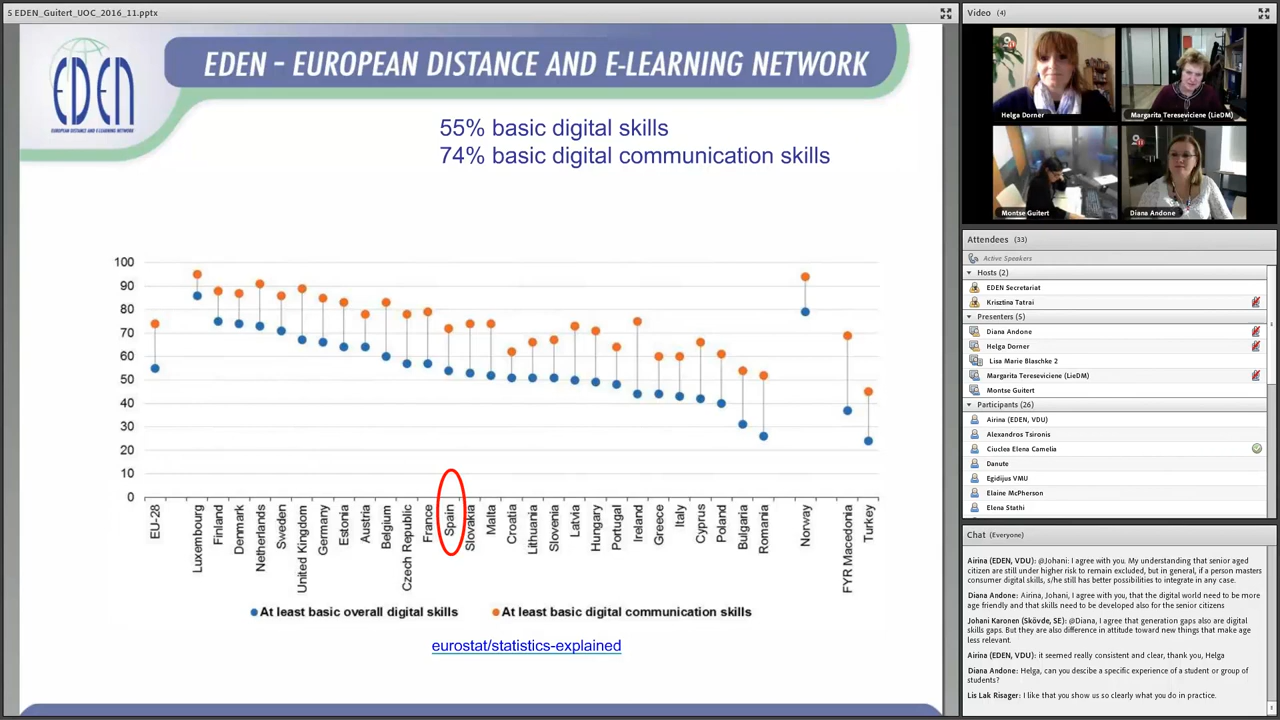 5 EDEN_Guitert_UOC_2016_11.pptx
EDEN
EUROPEAN DISTANCE AND E-LEARNING NETWORK
EDEN – EUROPEAN DISTANCE AND E-LEARNING NETWORK
55% basic digital skills
74% basic digital communication skills
100
90
80
70
60
50
40
30
20
10
0
EU-28
Luxembourg
Finland
Denmark
Netherlands
Sweden
United Kingdom
Germany
Estonia
Austria
Belgium
Czech Republic
France
Spain
Slovakia
Malta
Croatia
Lithuania
Slovenia
Latvia
Hungary
Portugal
Ireland
Greece
Italy
Cyprus
Poland
Bulgaria
Romania
Norway
FYR Macedonia
Turkey
At least basic overall digital skills
At least basic digital communication skills
eurostat/statistics-explained
Video (4)
Helga Dorner
Margarita Tereseviciene (LieDM)
Montse Guitert
Diana Andone
Attendees (33)
Active Speakers
Hosts (2)
EDEN Secretariat
Krisztina Tatrai
Presenters (5)
Diana Andone
Helga Dorner
Lisa Marie Blaschke 2
Margarita Tereseviciene (LieDM)
Montse Guitert
Participants (26)
Airina (EDEN, VDU)
Alexandros Tsironis
Ciuclea Elena Camelia
Danute
Egidijus VMU
Elaine McPherson
Elena Stathi
Chat (Everyone)
Airina (EDEN, VDU): @Johani: I agree with you. My understanding that senior aged
citizen are still under higher risk to remain excluded, but in general, if a person masters
consumer digital skills, s/he still has better possibilities to integrate in any case.
Diana Andone: Airina, Johani, I agree with you, that the digital world need to be more
age friendly and that skills need to be developed also for the senior citizens
Johani Karonen (Skövde, SE): @Diana, I agree that generation gaps also are digital
skills gaps. But they are also difference in attitude toward new things that make age
less relevant.
Airina (EDEN, VDU): it seemed really consistent and clear, thank you, Helga
Diana Andone: Helga, can you descibe a specific experience of a student or group of
students?
Lis Lak Risager: I like that you show us so clearly what you do in practice.